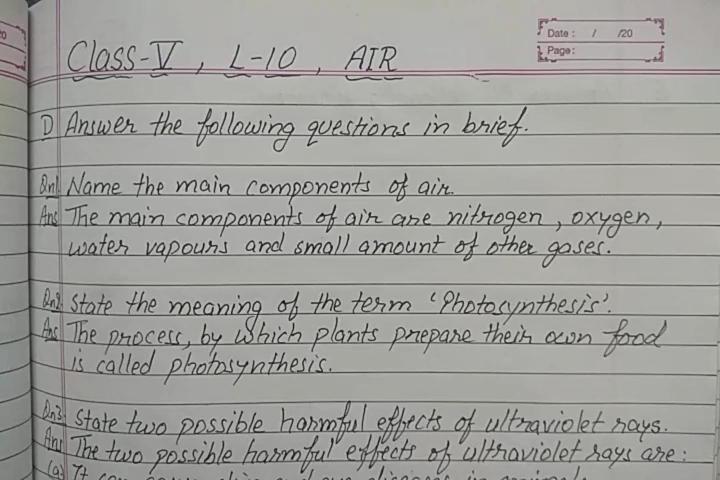 Date: / /20
Page:
Class-V, L-10, AIR
D Answer the following questions in brief.
Qn1. Name the main components of air.
Ans The main components of air are nitrogen, oxygen,
water vapours and small amount of other gases.
Qn2. State the meaning of the term 'Photosynthesis'.
Ans The process, by which plants prepare their own food
is called photosynthesis.
Qn3. State two possible harmful effects of ultraviolet rays.
Ans The two possible harmful effects of ultraviolet rays are:
(a) It can